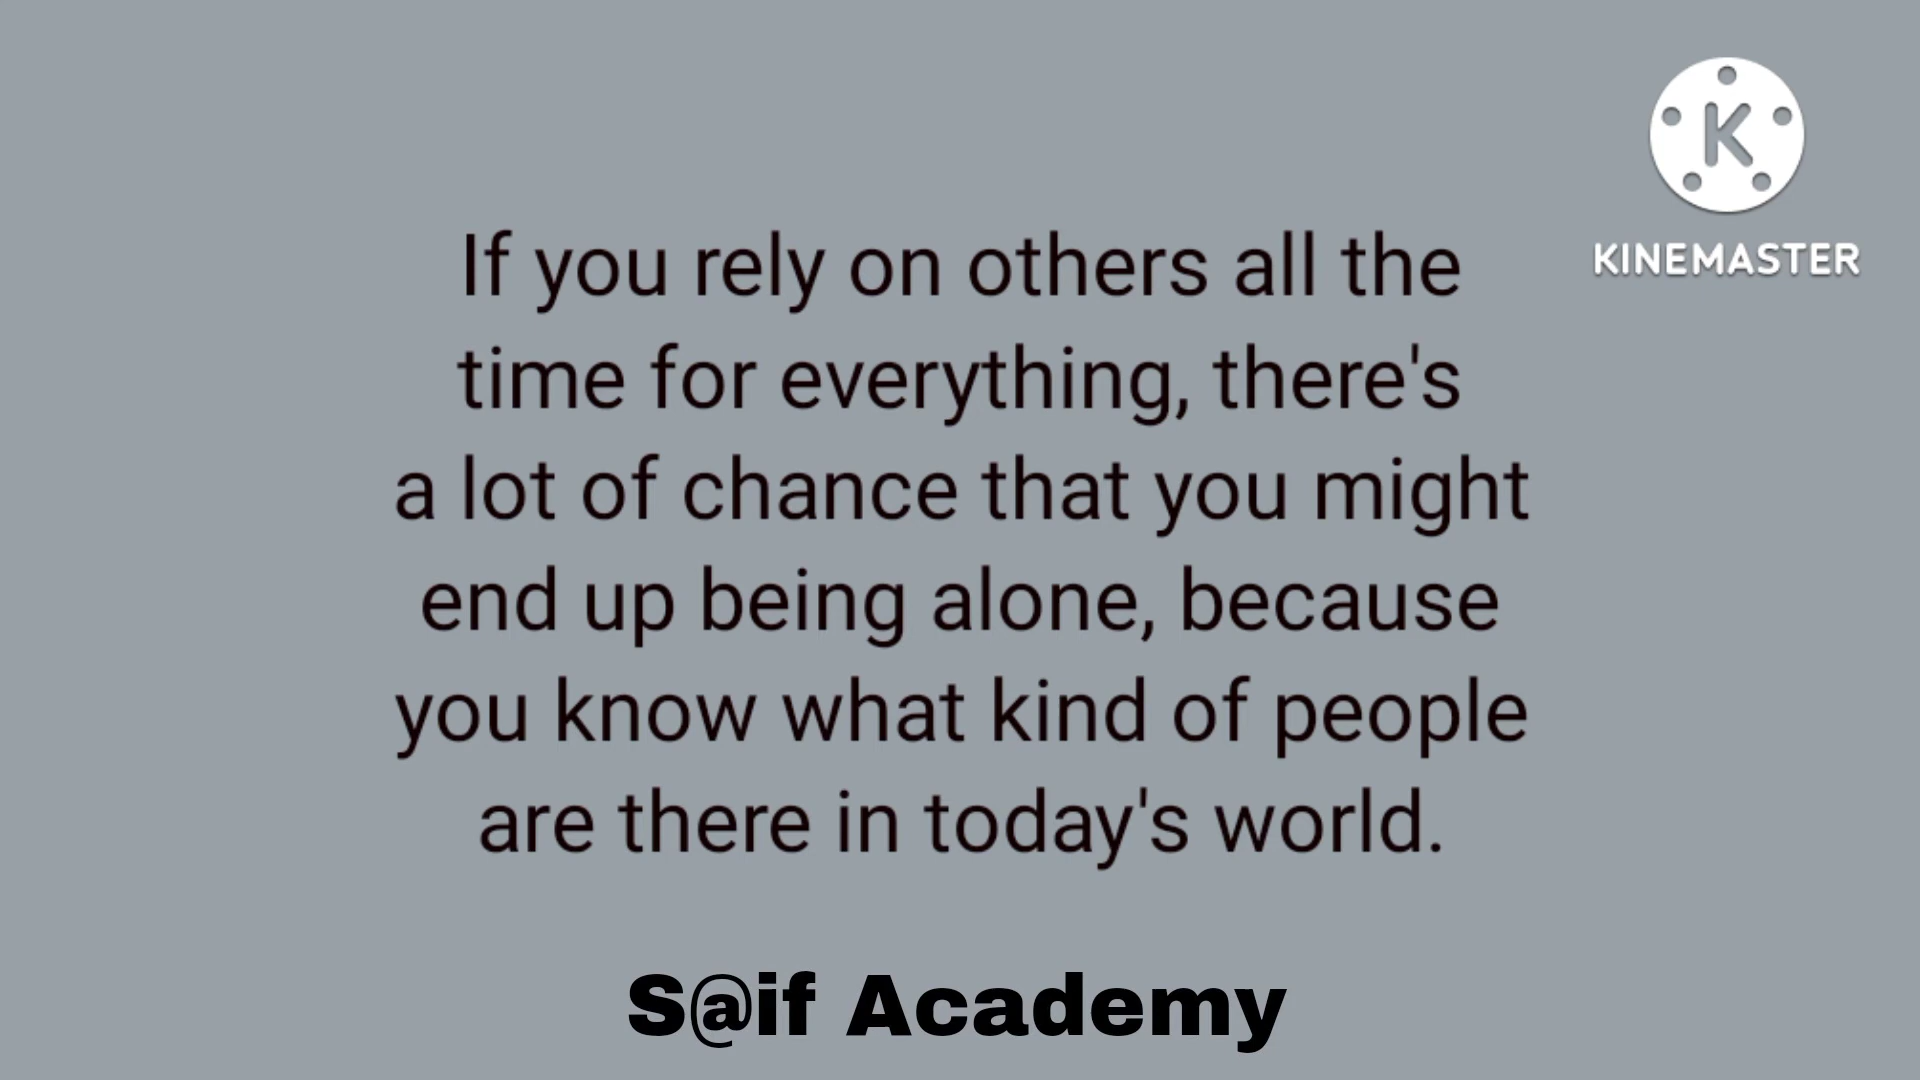 K
KINEMASTER
If you rely on others all the
time for everything, there's
a lot of chance that you might
end up being alone, because
you know what kind of people
are there in today's world.
S@if Academy